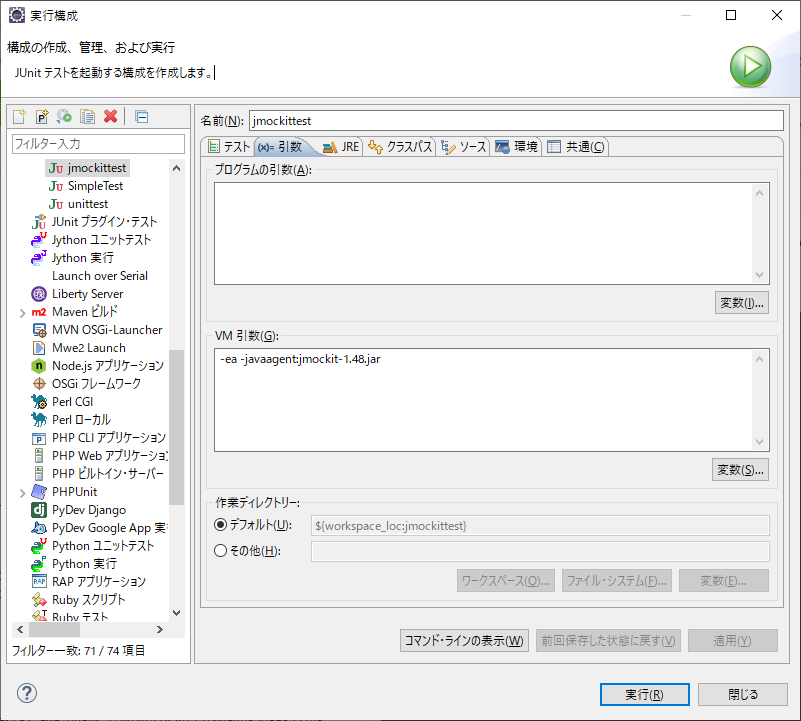 実行構成
構成の作成、管理、および実行
JUnit テストを起動する構成を作成します。
フィルター入力
jmockittest
SimpleTest
unittest
JUnit プラグイン・テスト
Jython ユニットテスト
Jython 実行
Launch over Serial
Liberty Server
Maven ビルド
MVN OSGi-Launcher
Mwe2 Launch
Node.js アプリケーション
OSGi フレームワーク
Perl CGI
Perl ローカル
PHP CLI アプリケーション
PHP Web アプリケーショ
PHP ビルトイン・サーバー
PHPUnit
PyDev Django
PyDev Google App 実
Python ユニットテスト
Python 実行
RAP アプリケーション
Ruby スクリプト
Ruby テスト
フィルター一致: 71 / 74 項目
名前(N): jmockittest
テスト (x)= 引数 JRE クラスパス ソース 環境 共通(C)
プログラムの引数(A):
変数(I)...
VM 引数(G):
-ea -javaagent:jmockit-1.48.jar
変数(S)...
作業ディレクトリー:
デフォルト(U): ${workspace_loc:jmockittest}
その他(H):
ワークスペース(O)... ファイル・システム(F)... 変数(E)...
コマンド・ラインの表示(W) 前回保存した状態に戻す(V) 適用(Y)
実行(R) 閉じる